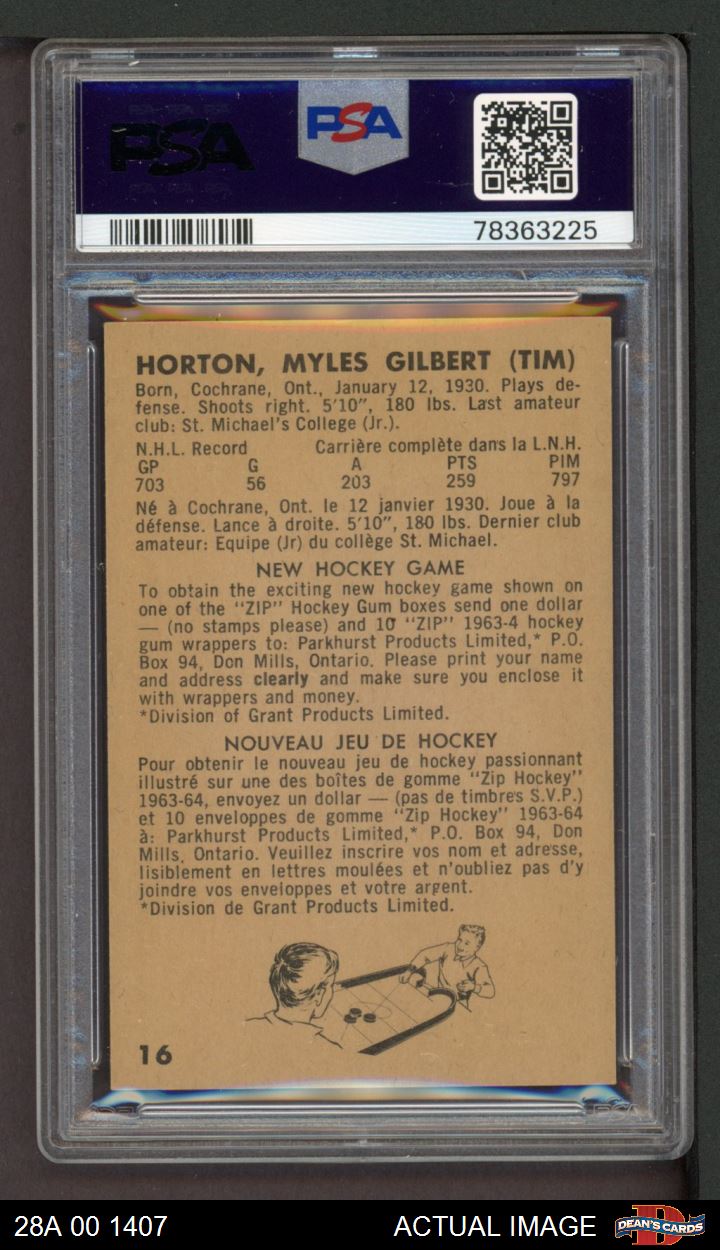 PSA
PSA
78363225
HORTON, MYLES GILBERT (TIM)
Born, Cochrane, Ont., January 12, 1930. Plays de-
fense. Shoots right. 5'10", 180 lbs. Last amateur
club: St. Michael's College (Jr.).
N.H.L. Record Carrière complète dans la L.N.H.
GP G A PTS PIM
703 56 203 259 797
Né à Cochrane, Ont. le 12 janvier 1930. Joue à la
défense. Lance à droite. 5'10", 180 lbs. Dernier club
amateur: Equipe (Jr) du collège St. Michael.
NEW HOCKEY GAME
To obtain the exciting new hockey game shown on
one of the "ZIP" Hockey Gum boxes send one dollar
— (no stamps please) and 10 "ZIP" 1963-4 hockey
gum wrappers to: Parkhurst Products Limited,* P.O.
Box 94, Don Mills, Ontario. Please print your name
and address clearly and make sure you enclose it
with wrappers and money.
*Division of Grant Products Limited.
NOUVEAU JEU DE HOCKEY
Pour obtenir le nouveau jeu de hockey passionnant
illustré sur une des boîtes de gomme "Zip Hockey"
1963-64, envoyez un dollar — (pas de timbres S.V.P.)
et 10 enveloppes de gomme "Zip Hockey" 1963-64
à: Parkhurst Products Limited,* P.O. Box 94, Don
Mills, Ontario. Veuillez inscrire vos nom et adresse,
lisiblement en lettres moulées et n'oubliez pas d'y
joindre vos enveloppes et votre argent.
*Division de Grant Products Limited.
16
28A 00 1407 ACTUAL IMAGE DEAN'S CARDS